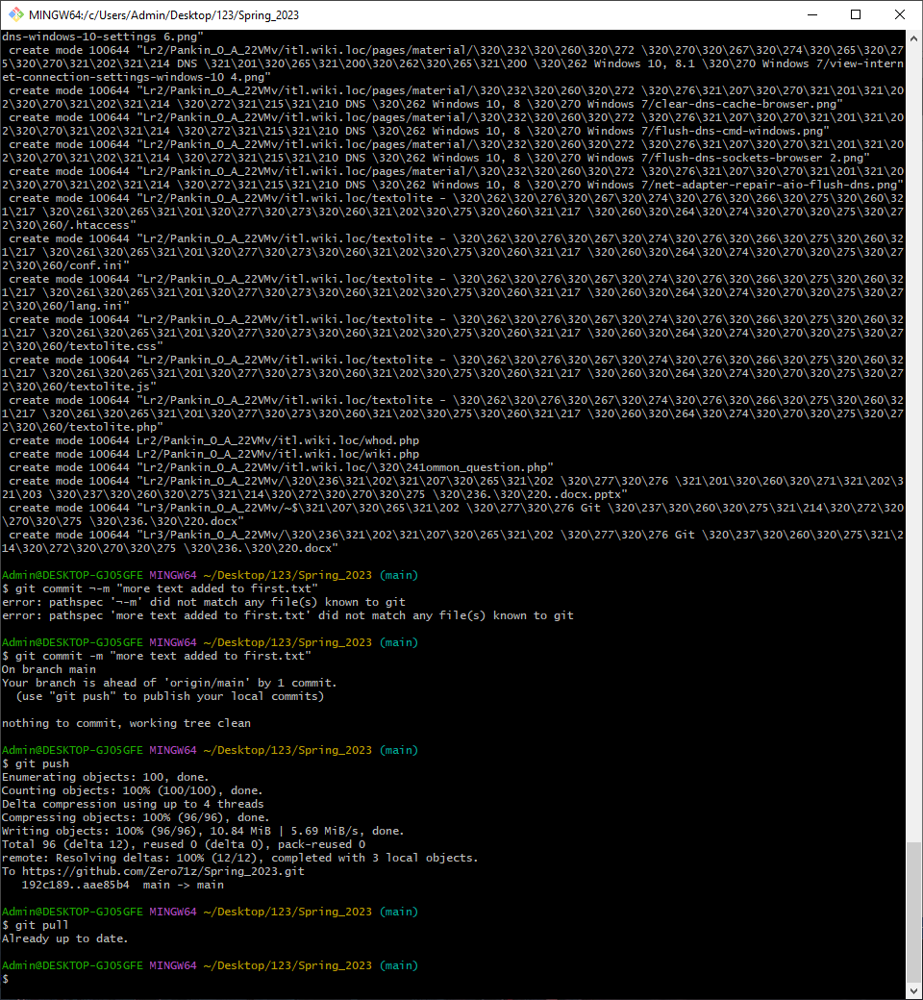 MINGW64:/c/Users/Admin/Desktop/123/Spring_2023
dns-windows-10-settings 6.png"
 create mode 100644 "Lr2/Pankin_O_A_22VMv/itl.wiki.loc/pages/material/\320\232\320\260\320\272 \320\270\320\267\320\274\320\265\320\27
5\320\270\321\202\321\214 DNS \321\201\320\265\321\200\320\262\320\265\321\200 \320\262 Windows 10, 8.1 \320\270 Windows 7/view-intern
et-connection-settings-windows-10 4.png"
 create mode 100644 "Lr2/Pankin_O_A_22VMv/itl.wiki.loc/pages/material/\320\232\320\260\320\272 \320\276\321\207\320\270\321\201\321\20
2\320\270\321\202\321\214 \320\272\321\215\321\210 DNS \320\262 Windows 10, 8 \320\270 Windows 7/clear-dns-cache-browser.png"
 create mode 100644 "Lr2/Pankin_O_A_22VMv/itl.wiki.loc/pages/material/\320\232\320\260\320\272 \320\276\321\207\320\270\321\201\321\20
2\320\270\321\202\321\214 \320\272\321\215\321\210 DNS \320\262 Windows 10, 8 \320\270 Windows 7/flush-dns-cmd-windows.png"
 create mode 100644 "Lr2/Pankin_O_A_22VMv/itl.wiki.loc/pages/material/\320\232\320\260\320\272 \320\276\321\207\320\270\321\201\321\20
2\320\270\321\202\321\214 \320\272\321\215\321\210 DNS \320\262 Windows 10, 8 \320\270 Windows 7/flush-dns-sockets-browser 2.png"
 create mode 100644 "Lr2/Pankin_O_A_22VMv/itl.wiki.loc/pages/material/\320\232\320\260\320\272 \320\276\321\207\320\270\321\201\321\20
2\320\270\321\202\321\214 \320\272\321\215\321\210 DNS \320\262 Windows 10, 8 \320\270 Windows 7/net-adapter-repair-aio-flush-dns.png"
 create mode 100644 "Lr2/Pankin_O_A_22VMv/itl.wiki.loc/textolite - \320\262\320\276\320\267\320\274\320\276\320\266\320\275\320\260\32
1\217 \320\261\320\265\321\201\320\277\320\273\320\260\321\202\320\275\320\260\321\217 \320\260\320\264\320\274\320\270\320\275\320\27
2\320\260/.htaccess"
 create mode 100644 "Lr2/Pankin_O_A_22VMv/itl.wiki.loc/textolite - \320\262\320\276\320\267\320\274\320\276\320\266\320\275\320\260\32
1\217 \320\261\320\265\321\201\320\277\320\273\320\260\321\202\320\275\320\260\321\217 \320\260\320\264\320\274\320\270\320\275\320\27
2\320\260/conf.ini"
 create mode 100644 "Lr2/Pankin_O_A_22VMv/itl.wiki.loc/textolite - \320\262\320\276\320\267\320\274\320\276\320\266\320\275\320\260\32
1\217 \320\261\320\265\321\201\320\277\320\273\320\260\321\202\320\275\320\260\321\217 \320\260\320\264\320\274\320\270\320\275\320\27
2\320\260/lang.ini"
 create mode 100644 "Lr2/Pankin_O_A_22VMv/itl.wiki.loc/textolite - \320\262\320\276\320\267\320\274\320\276\320\266\320\275\320\260\32
1\217 \320\261\320\265\321\201\320\277\320\273\320\260\321\202\320\275\320\260\321\217 \320\260\320\264\320\274\320\270\320\275\320\27
2\320\260/textolite.css"
 create mode 100644 "Lr2/Pankin_O_A_22VMv/itl.wiki.loc/textolite - \320\262\320\276\320\267\320\274\320\276\320\266\320\275\320\260\32
1\217 \320\261\320\265\321\201\320\277\320\273\320\260\321\202\320\275\320\260\321\217 \320\260\320\264\320\274\320\270\320\275\320\27
2\320\260/textolite.js"
 create mode 100644 "Lr2/Pankin_O_A_22VMv/itl.wiki.loc/textolite - \320\262\320\276\320\267\320\274\320\276\320\266\320\275\320\260\32
1\217 \320\261\320\265\321\201\320\277\320\273\320\260\321\202\320\275\320\260\321\217 \320\260\320\264\320\274\320\270\320\275\320\27
2\320\260/textolite.php"
 create mode 100644 Lr2/Pankin_O_A_22VMv/itl.wiki.loc/whod.php
 create mode 100644 Lr2/Pankin_O_A_22VMv/itl.wiki.loc/wiki.php
 create mode 100644 "Lr2/Pankin_O_A_22VMv/itl.wiki.loc/\320\241ommon_question.php"
 create mode 100644 "Lr2/Pankin_O_A_22VMv/\320\236\321\202\321\207\320\265\321\202 \320\277\320\276 \321\201\320\260\320\271\321\202\3
21\203 \320\237\320\260\320\275\321\214\320\272\320\270\320\275 \320\236.\320\220..docx.pptx"
 create mode 100644 "Lr3/Pankin_O_A_22VMv/~$\321\207\320\265\321\202 \320\277\320\276 Git \320\237\320\260\320\275\321\214\320\272\320
\270\320\275 \320\236.\320\220.docx"
 create mode 100644 "Lr3/Pankin_O_A_22VMv/\320\236\321\202\321\207\320\265\321\202 \320\277\320\276 Git \320\237\320\260\320\275\321\2
14\320\272\320\270\320\275 \320\236.\320\220.docx"
Admin@DESKTOP-GJO5GFE MINGW64 ~/Desktop/123/Spring_2023 (main)
$ git commit ¬-m "more text added to first.txt"
error: pathspec '¬-m' did not match any file(s) known to git
error: pathspec 'more text added to first.txt' did not match any file(s) known to git
Admin@DESKTOP-GJO5GFE MINGW64 ~/Desktop/123/Spring_2023 (main)
$ git commit -m "more text added to first.txt"
On branch main
Your branch is ahead of 'origin/main' by 1 commit.
  (use "git push" to publish your local commits)
nothing to commit, working tree clean
Admin@DESKTOP-GJO5GFE MINGW64 ~/Desktop/123/Spring_2023 (main)
$ git push
Enumerating objects: 100, done.
Counting objects: 100% (100/100), done.
Delta compression using up to 4 threads
Compressing objects: 100% (96/96), done.
Writing objects: 100% (96/96), 10.84 MiB | 5.69 MiB/s, done.
Total 96 (delta 12), reused 0 (delta 0), pack-reused 0
remote: Resolving deltas: 100% (12/12), completed with 3 local objects.
To https://github.com/Zero71z/Spring_2023.git
   192c189..aae85b4  main -> main
Admin@DESKTOP-GJO5GFE MINGW64 ~/Desktop/123/Spring_2023 (main)
$ git pull
Already up to date.
Admin@DESKTOP-GJO5GFE MINGW64 ~/Desktop/123/Spring_2023 (main)
$